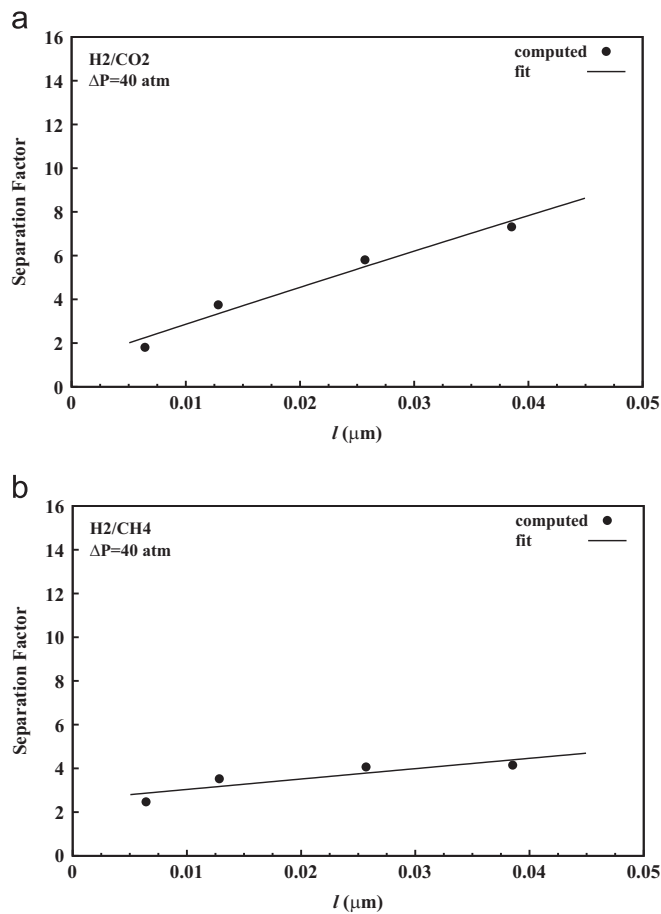 a
16
14
12
10
8
6
4
2
0
Separation Factor
H2/CO2
ΔP=40 atm
computed
fit
0 0.01 0.02 0.03 0.04 0.05
l (μm)
b
16
14
12
10
8
6
4
2
0
Separation Factor
H2/CH4
ΔP=40 atm
computed
fit
0 0.01 0.02 0.03 0.04 0.05
l (μm)